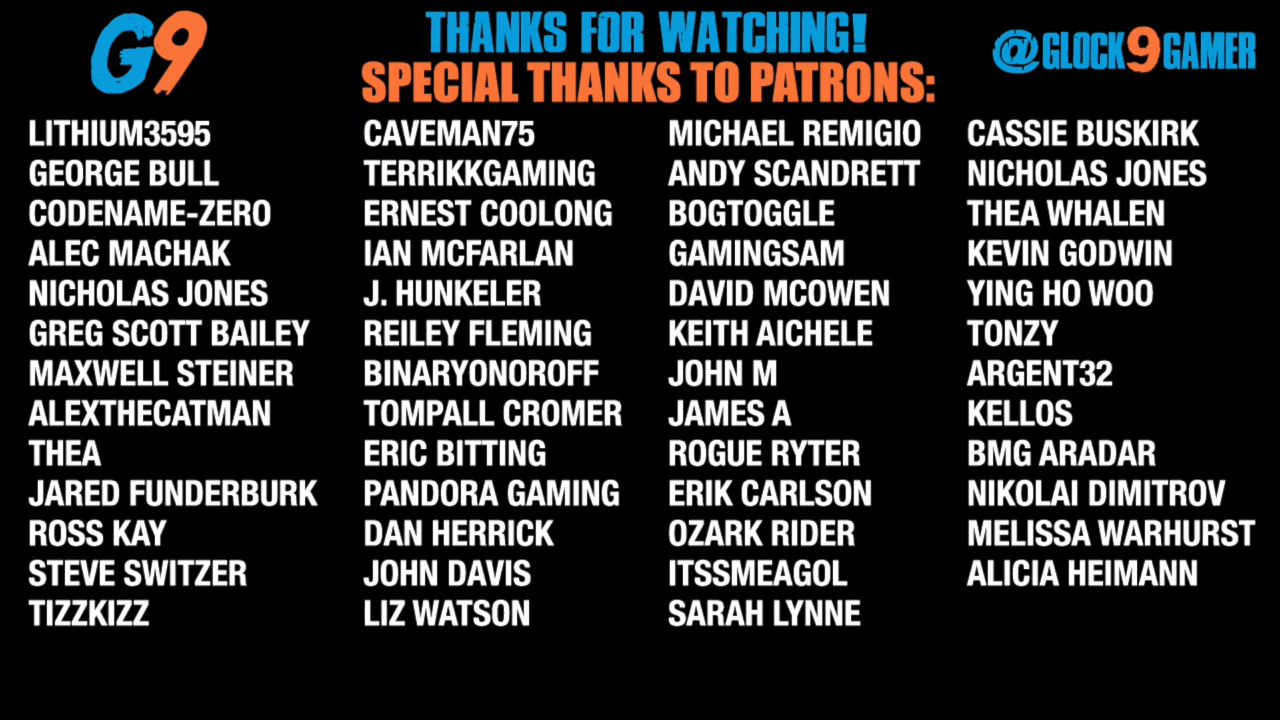 G9
THANKS FOR WATCHING!
SPECIAL THANKS TO PATRONS:
@GLOCK9GAMER
LITHIUM3595
GEORGE BULL
CODENAME-ZERO
ALEC MACHAK
NICHOLAS JONES
GREG SCOTT BAILEY
MAXWELL STEINER
ALEXTHECATMAN
THEA
JARED FUNDERBURK
ROSS KAY
STEVE SWITZER
TIZZKIZZ
CAVEMAN75
TERRIKKGAMING
ERNEST COOLONG
IAN MCFARLAN
J. HUNKELER
REILEY FLEMING
BINARYONOROFF
TOMPALL CROMER
ERIC BITTING
PANDORA GAMING
DAN HERRICK
JOHN DAVIS
LIZ WATSON
MICHAEL REMIGIO
ANDY SCANDRETT
BOGTOGGLE
GAMINGSAM
DAVID MCOWEN
KEITH AICHELE
JOHN M
JAMES A
ROGUE RYTER
ERIK CARLSON
OZARK RIDER
ITSSMEAGOL
SARAH LYNNE
CASSIE BUSKIRK
NICHOLAS JONES
THEA WHALEN
KEVIN GODWIN
YING HO WOO
TONZY
ARGENT32
KELLOS
BMG ARADAR
NIKOLAI DIMITROV
MELISSA WARHURST
ALICIA HEIMANN